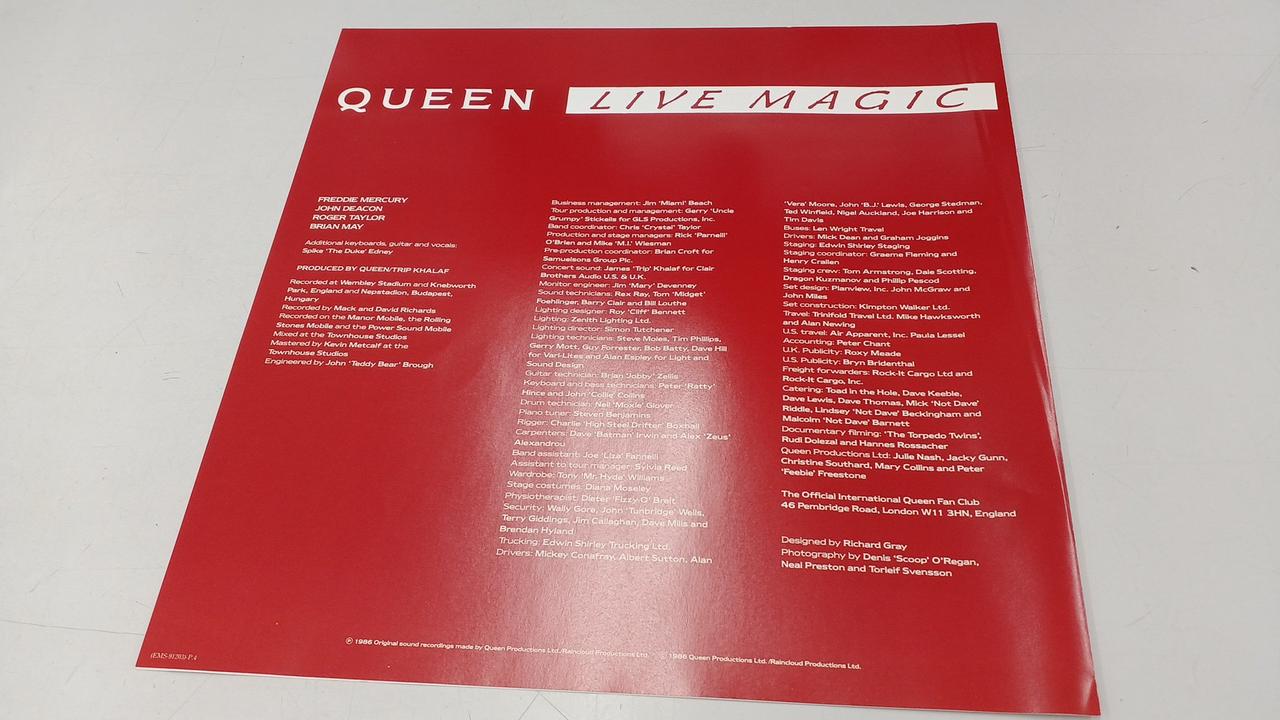 QUEEN LIVE MAGIC
FREDDIE MERCURY
JOHN DEACON
ROGER TAYLOR
BRIAN MAY
Additional keyboards, guitar and vocals:
Spike 'The Duke' Edney
PRODUCED BY QUEEN/TRIP KHALAF
Recorded at Wembley Stadium and Knebworth
Park, England and Nepstadion, Budapest,
Hungary
Recorded by Mack and David Richards
Recorded on the Manor Mobile, the Rolling
Stones Mobile and the Power Sound Mobile
Mixed at the Townhouse Studios
Mastered by Kevin Metcalf at the
Townhouse Studios
Engineered by John 'Teddy Bear' Brough
Business management: Jim 'Miami' Beach
Tour production and management: Gerry 'Uncle
Grumpy' Stickells for GLS Productions, Inc.
Band coordinator: Chris 'Crystal' Taylor
Production and stage managers: Rick 'Parnelli'
O'Brien and Mike 'M.I.' Wiesman
Pre-production coordinator: Brian Croft for
Samuelsons Group Plc.
Concert sound: James 'Trip' Khalaf for Clair
Brothers Audio U.S. & U.K.
Monitor engineer: Jim 'Mary' Devenney
Sound technicians: Rex Ray, Tom 'Midget'
Foehlinger, Barry Clair and Bill Louthe
Lighting designer: Roy 'Cliff' Bennett
Lighting: Zenith Lighting Ltd.
Lighting director: Simon Tutchener
Lighting technicians: Steve Moles, Tim Phillips,
Gerry Mott, Guy Forrester, Bob Batty, Dave Hill
for Vari-Lites and Alan Espley for Light and
Sound Design
Guitar technician: Brian 'Jobby' Zellis
Keyboard and bass technicians: Peter 'Ratty'
Hince and John 'Collie' Collins
Drum technician: Neil 'Moxie' Glover
Piano tuner: Steven Benjamins
Rigger: Charlie 'High Steel Drifter' Boxhall
Carpenters: Dave 'Batman' Irwin and Alex 'Zeus'
Alexandrou
Band assistant: Joe 'Liza' Fannelli
Assistant to tour manager: Sylvia Reed
Wardrobe: Tony 'Mr. Hyde' Williams
Stage costumes: Diana Moseley
Physiotherapist: Dieter 'Fizzy-O' Breit
Security: Wally Gore, John 'Tunbridge' Wells,
Terry Giddings, Jim Callaghan, Dave Mills and
Brendan Hyland
Trucking: Edwin Shirley Trucking Ltd.
Drivers: Mickey Conafray, Albert Sutton, Alan
'Vera' Moore, John 'B.J.' Lewis, George Stedman,
Ted Winfield, Nigel Auckland, Joe Harrison and
Tim Davis
Buses: Len Wright Travel
Drivers: Mick Dean and Graham Joggins
Staging: Edwin Shirley Staging
Staging coordinator: Graeme Fleming and
Henry Crallen
Staging crew: Tom Armstrong, Dale Scotting,
Dragon Kuzmanov and Phillip Pescod
Set design: Planview, Inc. John McGraw and
John Miles
Set construction: Kimpton Walker Ltd.
Travel: Trinifold Travel Ltd. Mike Hawksworth
and Alan Newing
U.S. travel: Air Apparent, Inc. Paula Lessel
Accounting: Peter Chant
U.K. Publicity: Roxy Meade
U.S. Publicity: Bryn Bridenthal
Freight forwarders: Rock-It Cargo Ltd and
Rock-It Cargo, Inc.
Catering: Toad in the Hole, Dave Keeble,
Dave Lewis, Dave Thomas, Mick 'Not Dave'
Riddle, Lindsey 'Not Dave' Beckingham and
Malcolm 'Not Dave' Barnett
Documentary filming: 'The Torpedo Twins',
Rudi Dolezal and Hannes Rossacher
Queen Productions Ltd: Julie Nash, Jacky Gunn,
Christine Southard, Mary Collins and Peter
'Feebie' Freestone
The Official International Queen Fan Club
46 Pembridge Road, London W11 3HN, England
Designed by Richard Gray
Photography by Denis 'Scoop' O'Regan,
Neal Preston and Torleif Svensson
℗ 1986 Original sound recordings made by Queen Productions Ltd./Raincloud Productions Ltd. © 1986 Queen Productions Ltd./Raincloud Productions Ltd.
(EMS-91203)-P.4